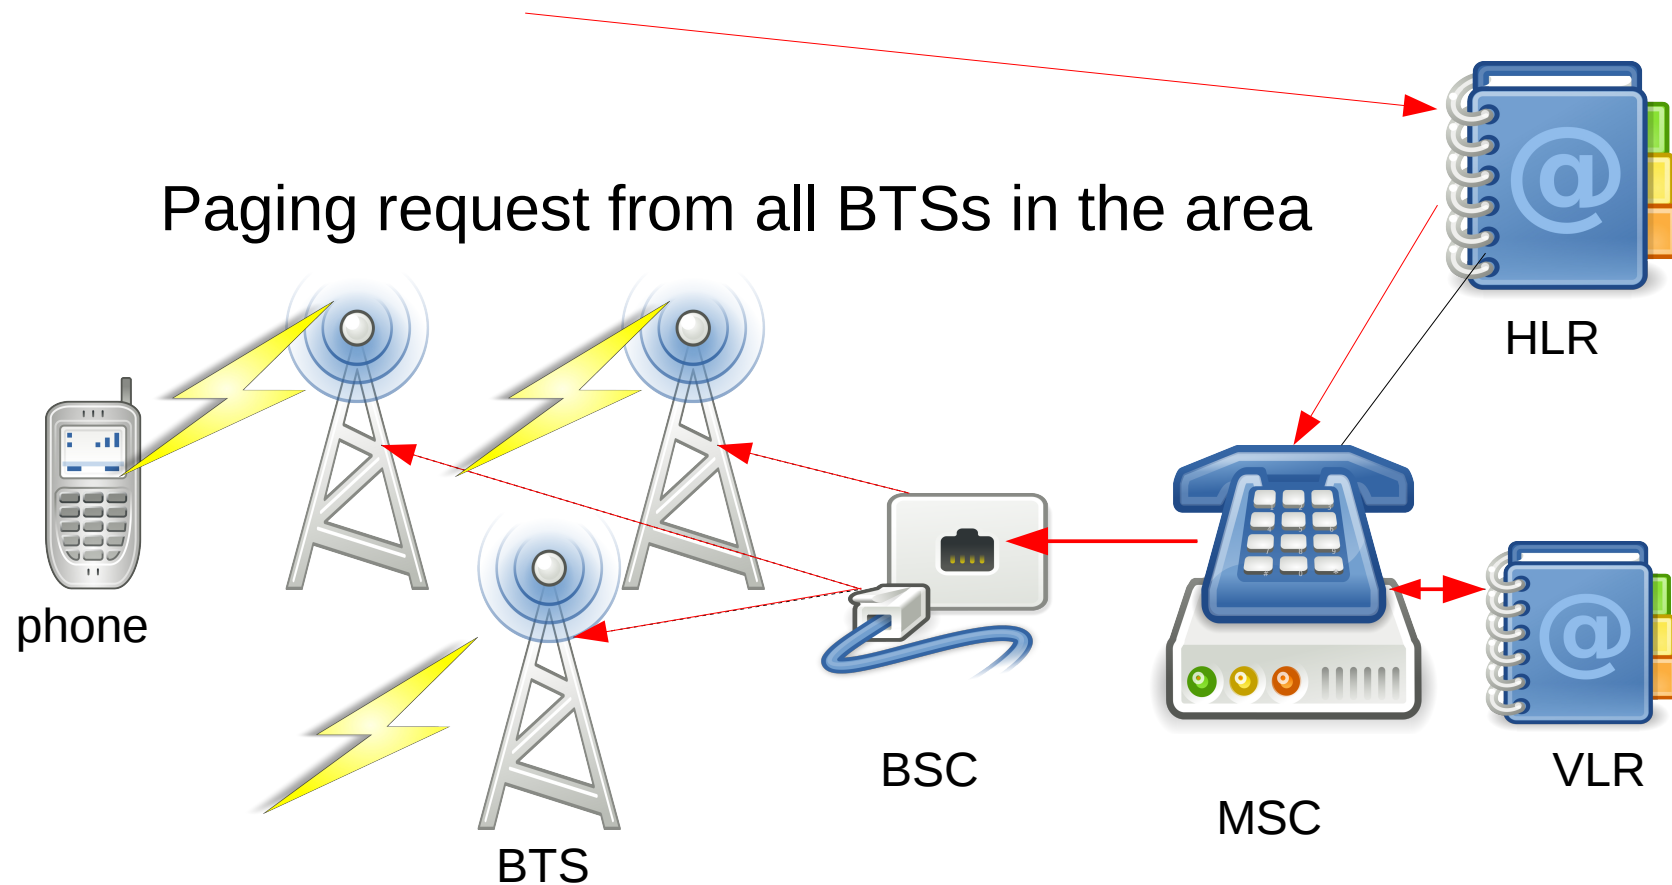 Paging request from all BTSs in the area
@
HLR
phone
@
BSC
VLR
MSC
BTS